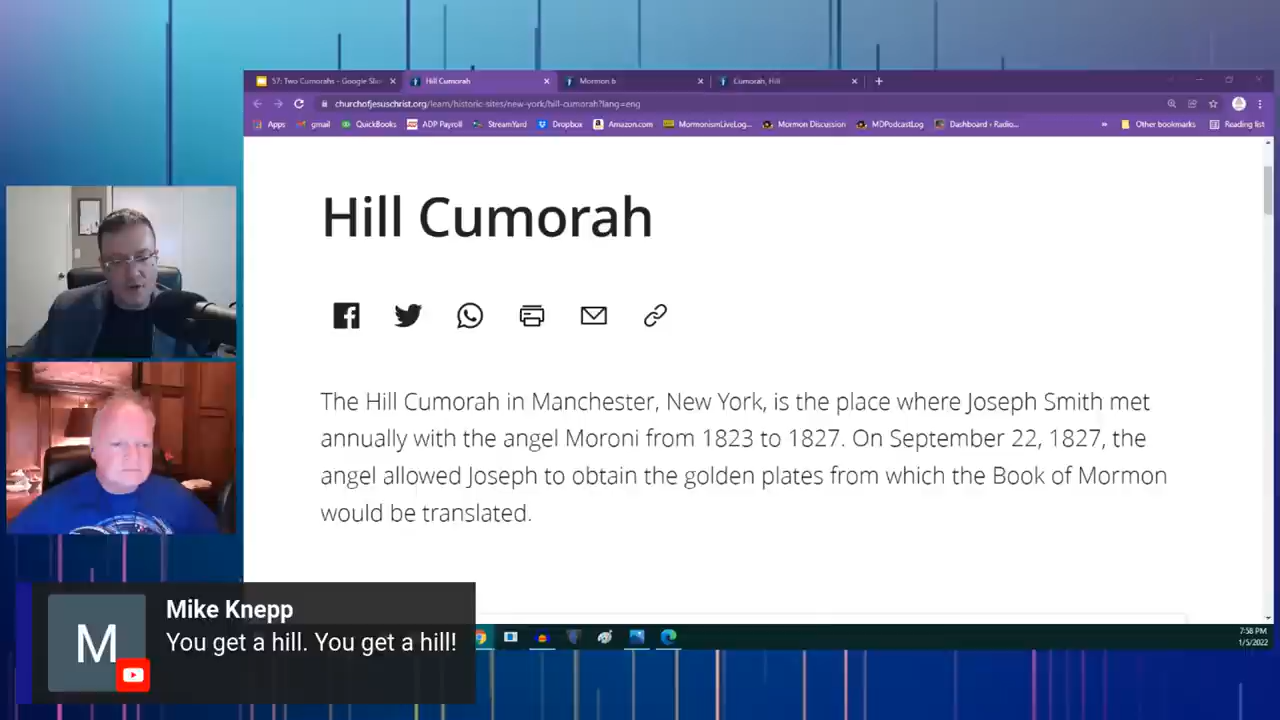 57: Two Cumorahs - Google Sli
Hill Cumorah
Mormon 6
Cumorah, Hill
churchofjesuschrist.org/learn/historic-sites/new-york/hill-cumorah?lang=eng
Apps
gmail
QuickBooks
ADP Payroll
StreamYard
Dropbox
Amazon.com
MormonismLiveLog...
Mormon Discussion
MDPodcastLog
Dashboard ‹ Radio...
»
Other bookmarks
Reading list
Hill Cumorah
The Hill Cumorah in Manchester, New York, is the place where Joseph Smith met
annually with the angel Moroni from 1823 to 1827. On September 22, 1827, the
angel allowed Joseph to obtain the golden plates from which the Book of Mormon
would be translated.
M
Mike Knepp
You get a hill. You get a hill!
7:58 PM
1/5/2022